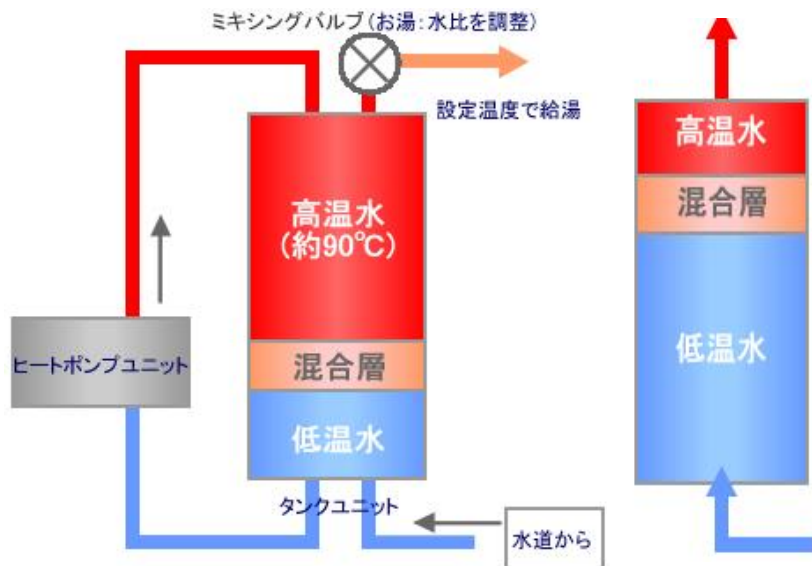 ミキシングバルブ(お湯:水比を調整)
設定温度で給湯
高温水
(約90℃)
ヒートポンプユニット
混合層
低温水
タンクユニット
水道から
高温水
混合層
低温水